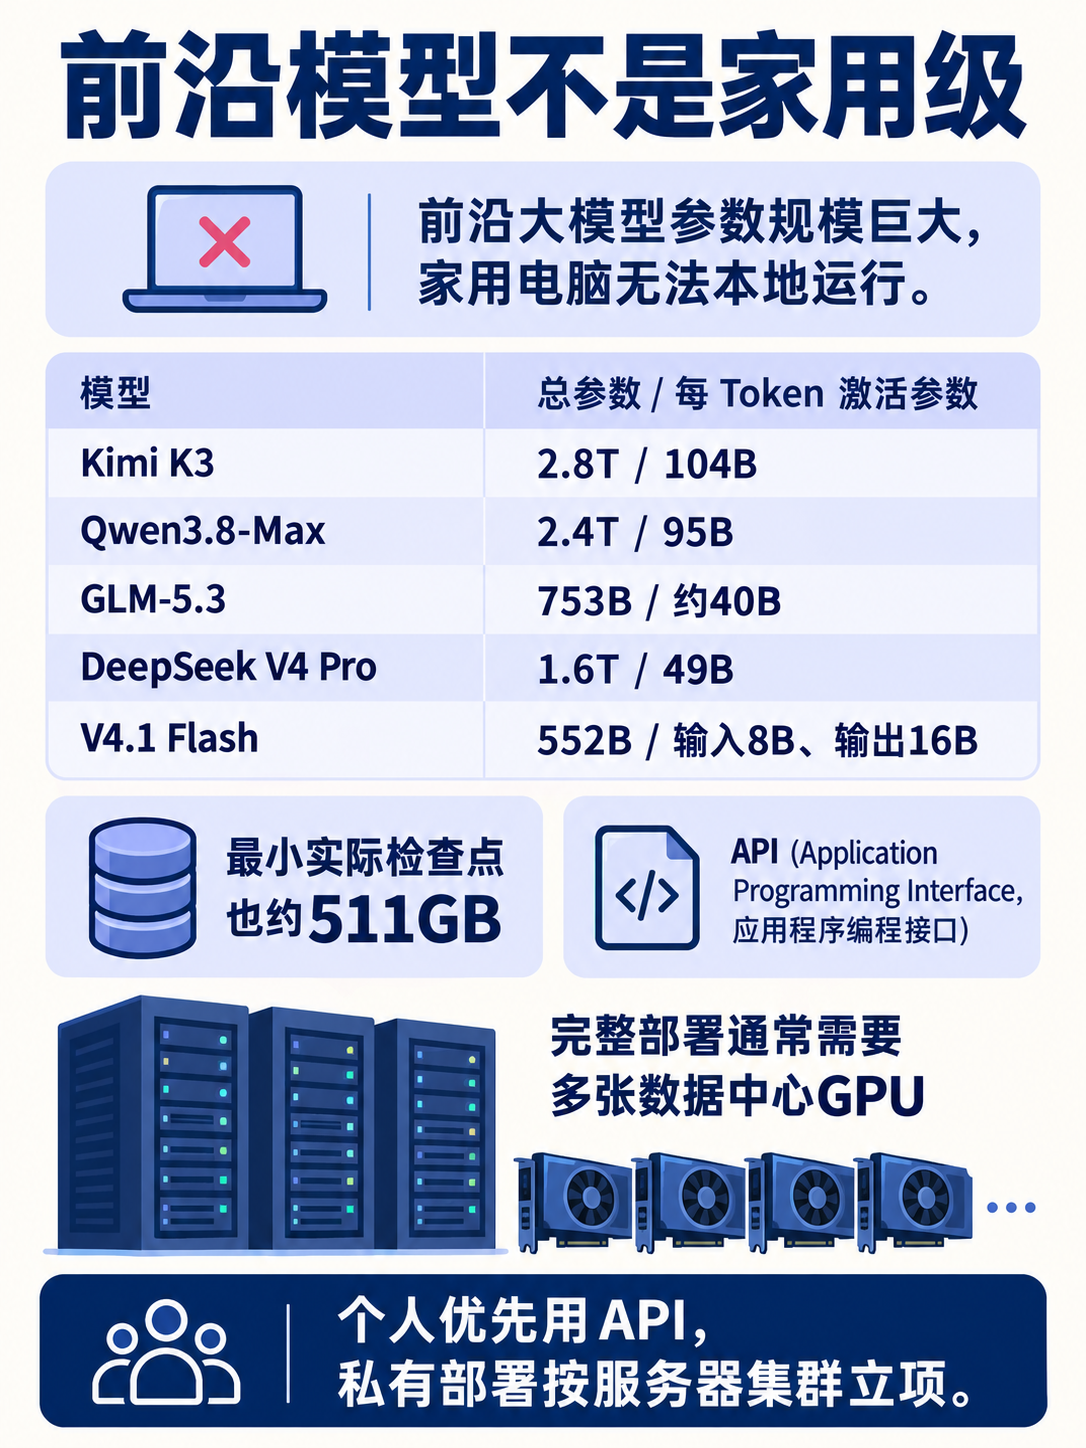 前沿模型不是家用级
前沿大模型参数规模巨大，
家用电脑无法本地运行。
模型 总参数 / 每 Token 激活参数
Kimi K3 2.8T / 104B
Qwen3.8-Max 2.4T / 95B
GLM-5.3 753B / 约40B
DeepSeek V4 Pro 1.6T / 49B
V4.1 Flash 552B / 输入8B、输出16B
最小实际检查点
也约511GB
</>
API (Application
Programming Interface,
应用程序编程接口)
完整部署通常需要
多张数据中心GPU
个人优先用 API，
私有部署按服务器集群立项。